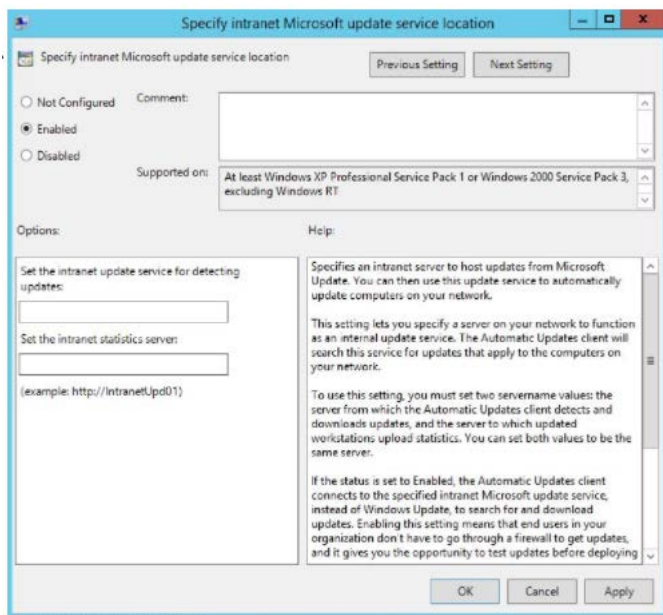 Specify intranet Microsoft update service location
Specify intranet Microsoft update service location
Previous Setting
Next Setting
Not Configured
Enabled
Disabled
Comment:
Supported on:
At least Windows XP Professional Service Pack 1 or Windows 2000 Service Pack 3,
excluding Windows RT
Options:
Help:
Set the intranet update service for detecting
updates:
Set the intranet statistics server:
(example: http://IntranetUpd01)
Specifies an intranet server to host updates from Microsoft
Update. You can then use this update service to automatically
update computers on your network.
This setting lets you specify a server on your network to function
as an internal update service. The Automatic Updates client will
search this service for updates that apply to the computers on
your network.
To use this setting, you must set two servername values: the
server from which the Automatic Updates client detects and
downloads updates, and the server to which updated
workstations upload statistics. You can set both values to be the
same server.
If the status is set to Enabled, the Automatic Updates client
connects to the specified intranet Microsoft update service,
instead of Windows Update, to search for and download
updates. Enabling this setting means that end users in your
organization don't have to go through a firewall to get updates,
and it gives you the opportunity to test updates before deploying
OK
Cancel
Apply